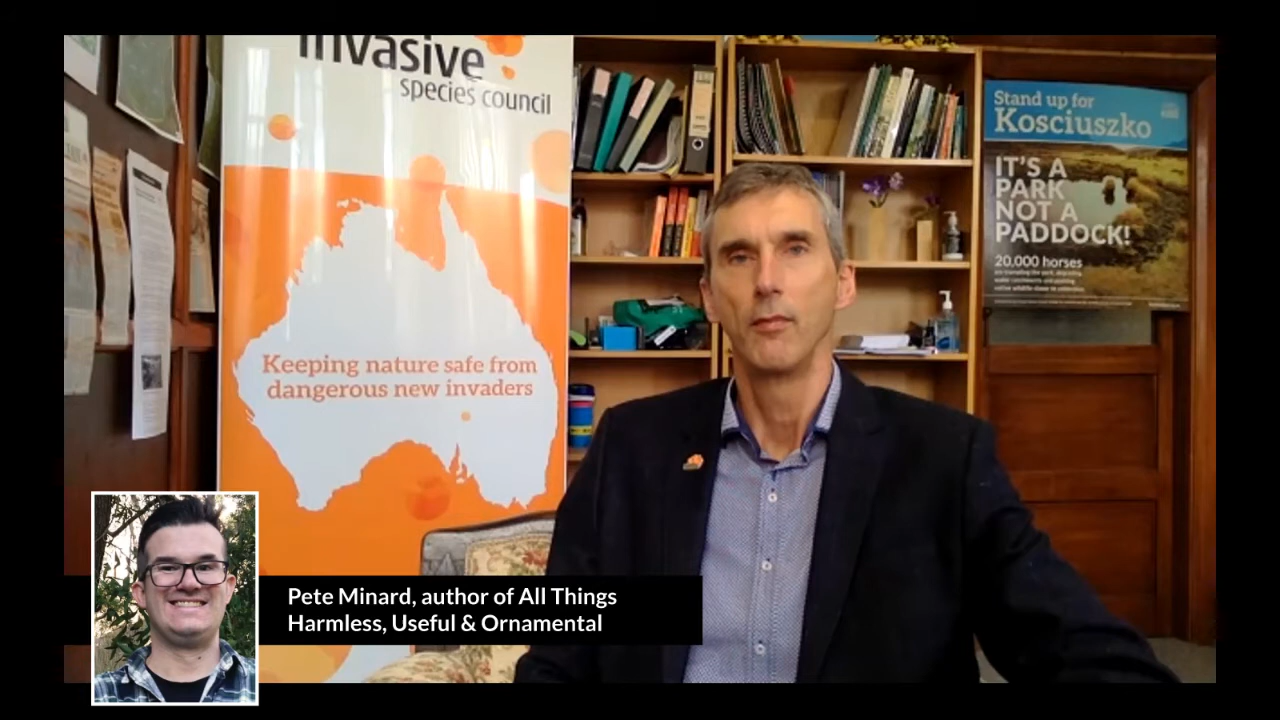 invasive
species council
Keeping nature safe from
dangerous new invaders
Stand up for
Kosciuszko
IT'S A
PARK
NOT A
PADDOCK!
20,000 horses
Pete Minard, author of All Things
Harmless, Useful & Ornamental